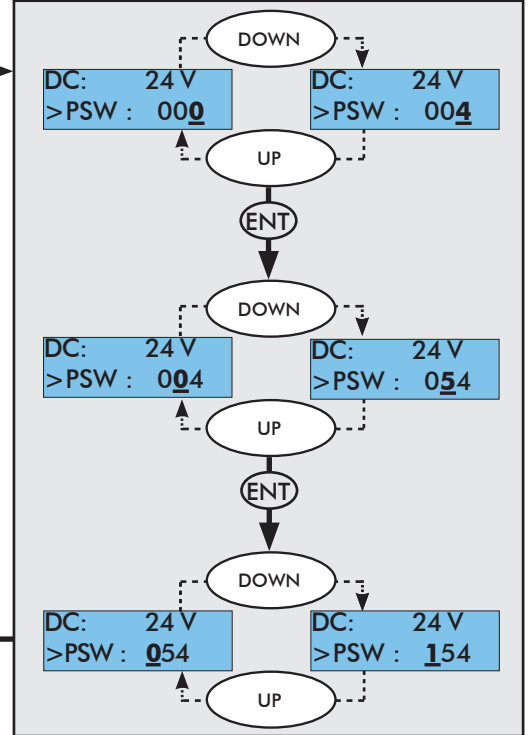 DOWN
DC: 24 V
>PSW : 000
DC: 24 V
>PSW : 004
UP
ENT
DOWN
DC: 24 V
>PSW : 004
DC: 24 V
>PSW : 054
UP
ENT
DOWN
DC: 24 V
>PSW : 054
DC: 24 V
>PSW : 154
UP